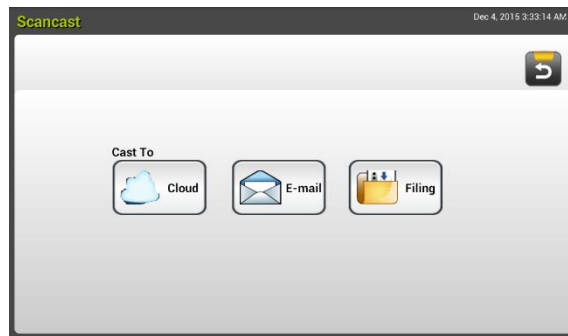 Scancast
Dec 4, 2015 3:33:14 AM
Cast To
Cloud
E-mail
Filing